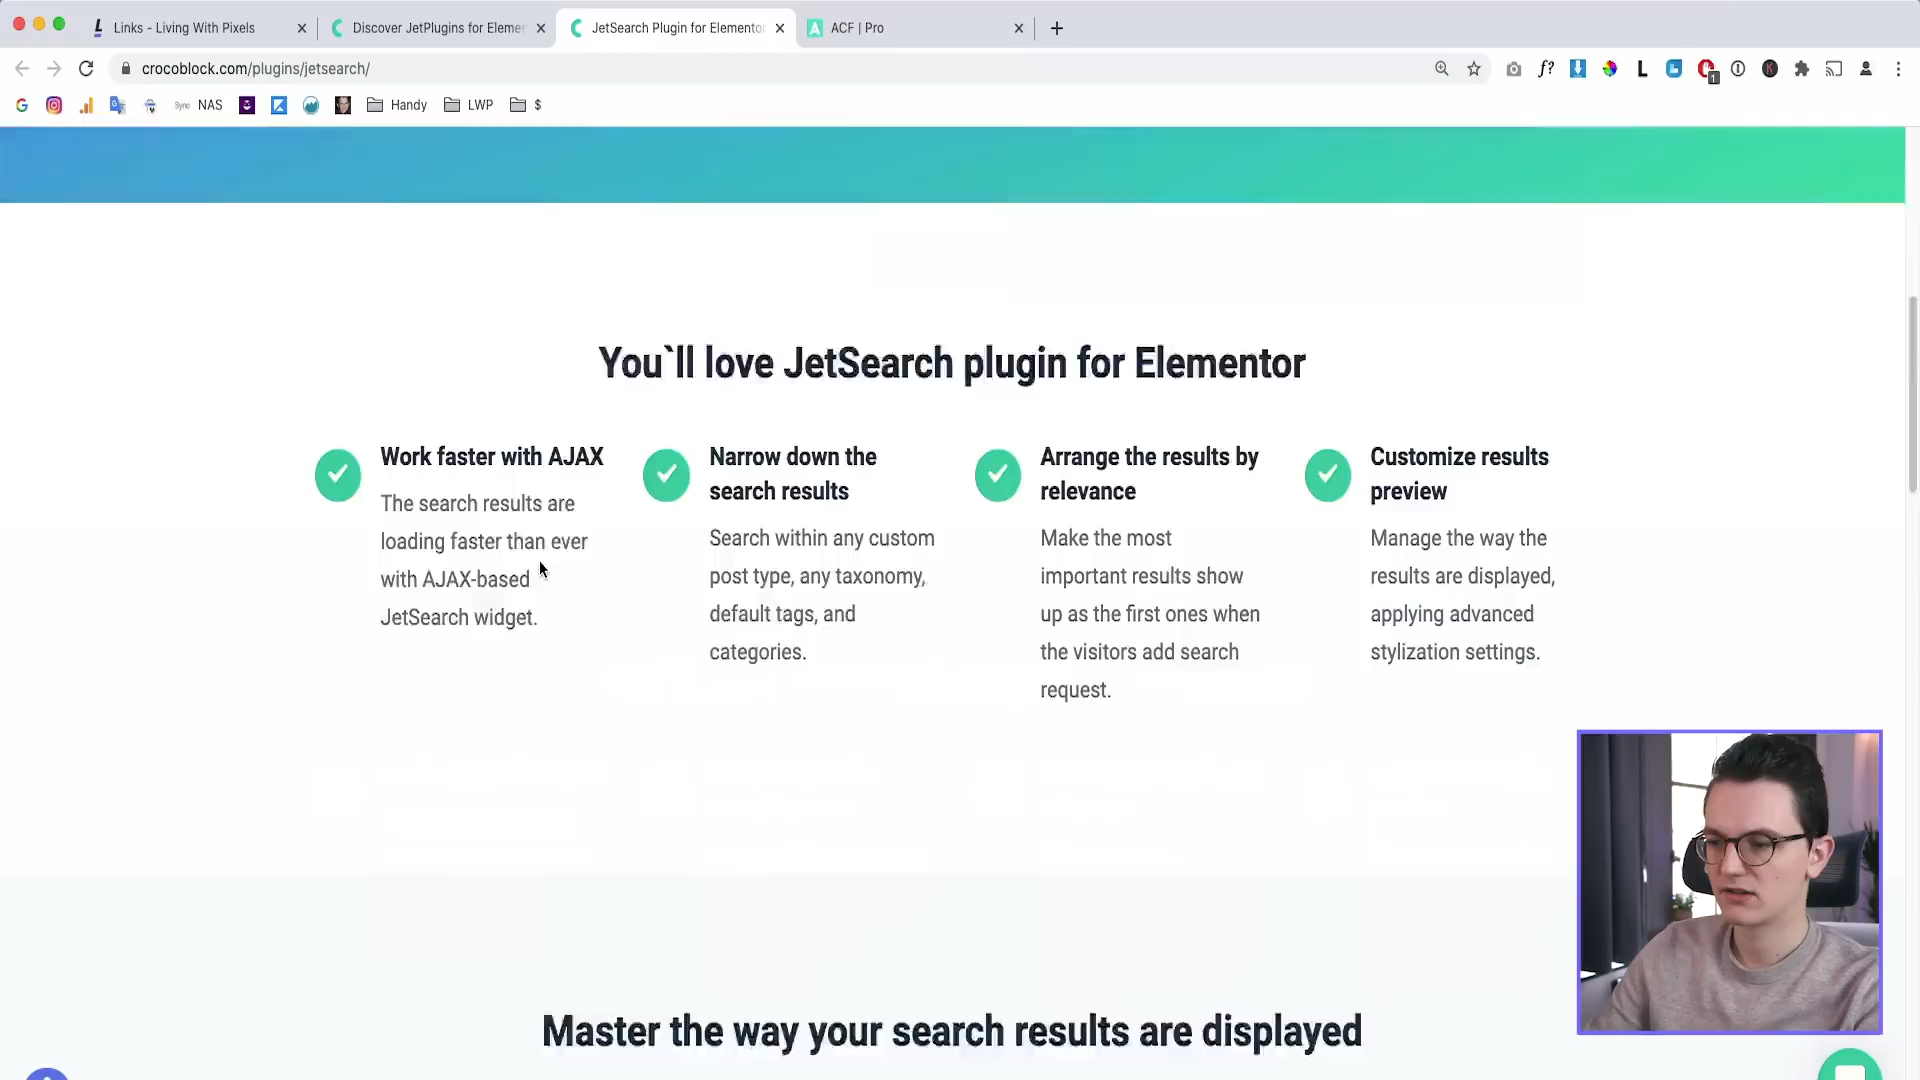 Links - Living With Pixels
Discover JetPlugins for Elemen
JetSearch Plugin for Elementor
ACF | Pro
crocoblock.com/plugins/jetsearch/
NAS
Handy
LWP
$
You`ll love JetSearch plugin for Elementor
Work faster with AJAX
The search results are
loading faster than ever
with AJAX-based
JetSearch widget.
Narrow down the
search results
Search within any custom
post type, any taxonomy,
default tags, and
categories.
Arrange the results by
relevance
Make the most
important results show
up as the first ones when
the visitors add search
request.
Customize results
preview
Manage the way the
results are displayed,
applying advanced
stylization settings.
Master the way your search results are displayed